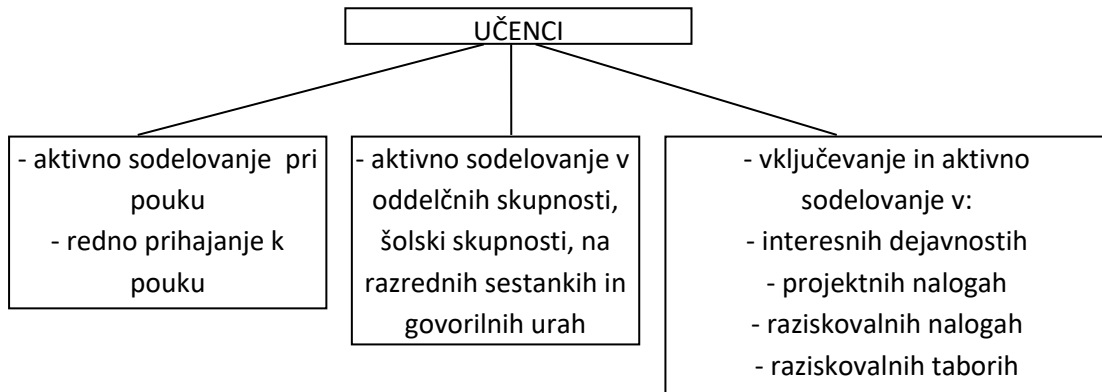 UČENCI
- aktivno sodelovanje pri
pouku
- redno prihajanje k
pouku
- aktivno sodelovanje v
oddelčnih skupnosti,
šolski skupnosti, na
razrednih sestankih in
govorilnih urah
- vključevanje in aktivno
sodelovanje v:
- interesnih dejavnostih
- projektnih nalogah
- raziskovalnih nalogah
- raziskovalnih taborih